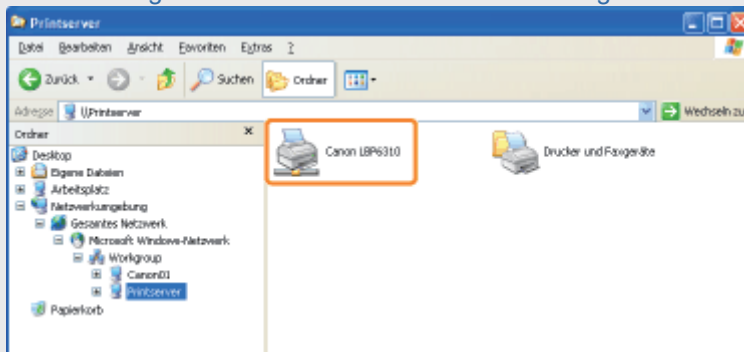 Printserver
Datei Bearbeiten Ansicht Favoriten Extras ?
Zurück Suchen Ordner
Adresse \\Printserver Wechseln zu
Ordner x
Desktop
Eigene Dateien
Arbeitsplatz
Netzwerkumgebung
Gesamtes Netzwerk
Microsoft Windows-Netzwerk
Workgroup
Canon01
Printserver
Papierkorb
Canon LBP6310
Drucker und Faxgeräte